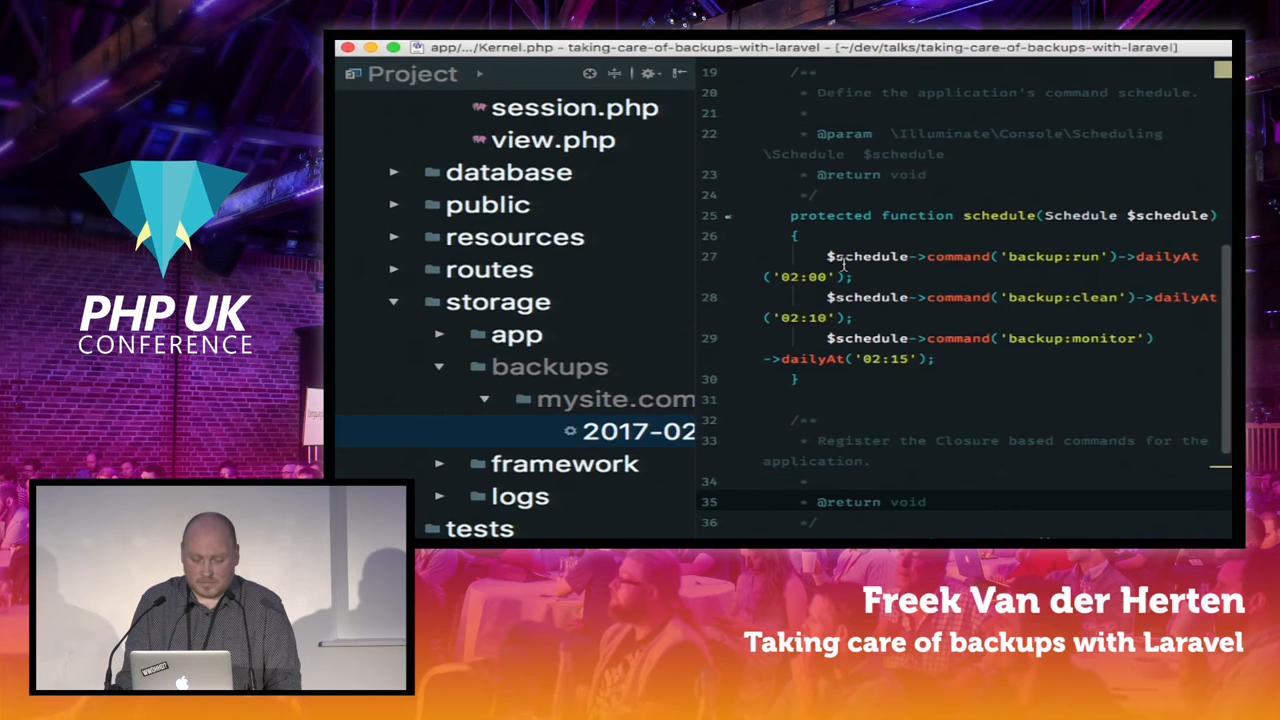 PHP UK
CONFERENCE
app/.../Kernel.php - taking-care-of-backups-with-laravel - [~/dev/talks/taking-care-of-backups-with-laravel]
Project
session.php
view.php
database
public
resources
routes
storage
app
backups
mysite.com
2017-02
framework
logs
tests
19 /**
20 * Define the application's command schedule.
21 *
22 * @param \Illuminate\Console\Scheduling
\Schedule $schedule
23 * @return void
24 */
25 protected function schedule(Schedule $schedule)
26 {
27 $schedule->command('backup:run')->dailyAt
('02:00');
28 $schedule->command('backup:clean')->dailyAt
('02:10');
29 $schedule->command('backup:monitor')
->dailyAt('02:15');
30 }
31
32 /**
33 * Register the Closure based commands for the
application.
34 *
35 * @return void
36 */
Freek Van der Herten
Taking care of backups with Laravel